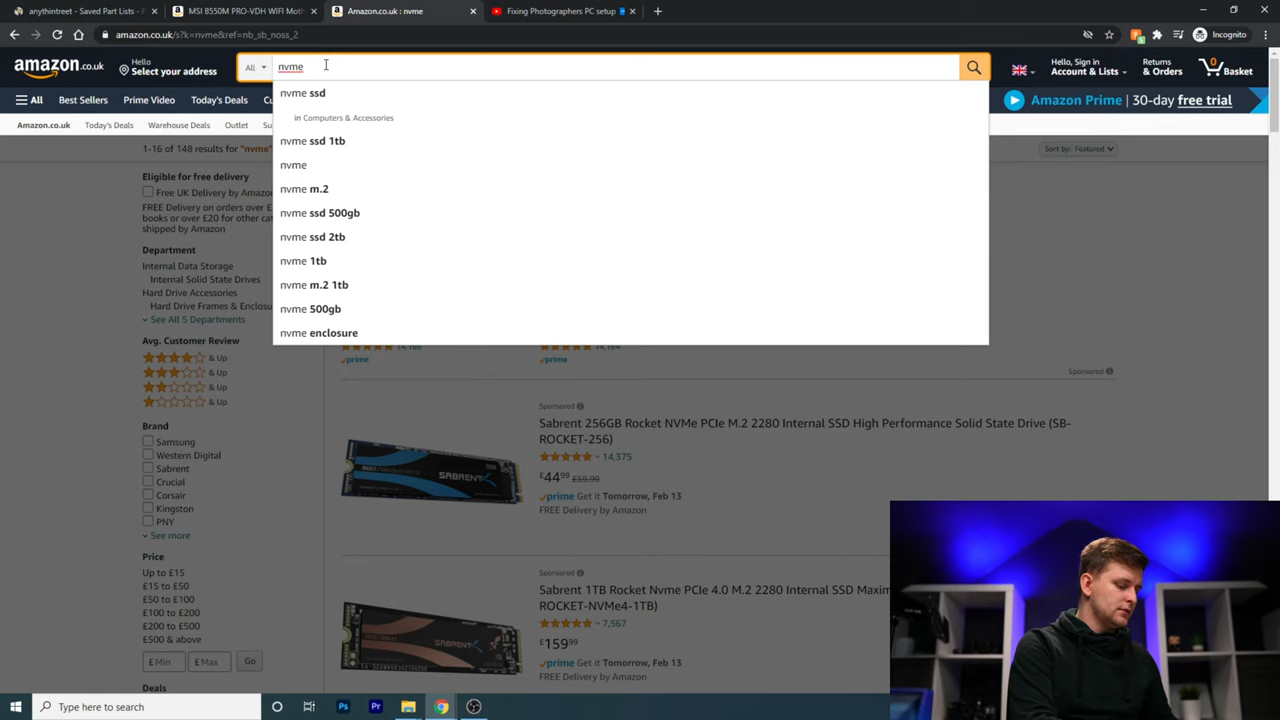 anythintreet - Saved Part Lists -
MSI B550M PRO-VDH WIFI Mother
Amazon.co.uk : nvme
Fixing Photographers PC setup
amazon.co.uk/s?k=nvme&ref=nb_sb_noss_2
Incognito
amazon.co.uk
Hello
Select your address
All
nvme
Hello, Sign in
Account & Lists
Returns
& Orders
0
Basket
All
Best Sellers
Prime Video
Today's Deals
Amazon Prime | 30-day free trial
Amazon.co.uk
Today's Deals
Warehouse Deals
Outlet
nvme ssd
in Computers & Accessories
nvme ssd 1tb
nvme
nvme m.2
nvme ssd 500gb
nvme ssd 2tb
nvme 1tb
nvme m.2 1tb
nvme 500gb
nvme enclosure
1-16 of 148 results for "nvme"
Sort by: Featured
Eligible for free delivery
Free UK Delivery by Amazon
FREE Delivery on orders over
books or over £20 for other cat
shipped by Amazon
Department
Internal Data Storage
Internal Solid State Drives
Hard Drive Accessories
Hard Drive Frames & Enclosu
See All 5 Departments
Avg. Customer Review
& Up
& Up
& Up
& Up
Brand
Samsung
Western Digital
Sabrent
Crucial
Corsair
Kingston
PNY
See more
Price
Up to £15
£15 to £50
£50 to £100
£100 to £200
£200 to £500
£500 & above
£ Min
£ Max
Go
Deals
14,168
14,164
prime
prime
Sponsored
Sponsored
Sabrent 256GB Rocket NVMe PCIe M.2 2280 Internal SSD High Performance Solid State Drive (SB-
ROCKET-256)
14,375
£44.99 £59.99
prime Get it Tomorrow, Feb 13
FREE Delivery by Amazon
SABRENT
Sponsored
Sabrent 1TB Rocket Nvme PCIe 4.0 M.2 2280 Internal SSD Maxim
ROCKET-NVMe4-1TB)
7,567
£159.99
prime Get it Tomorrow, Feb 13
FREE Delivery by Amazon
SABRENT
Type here to search
Ps
Pr